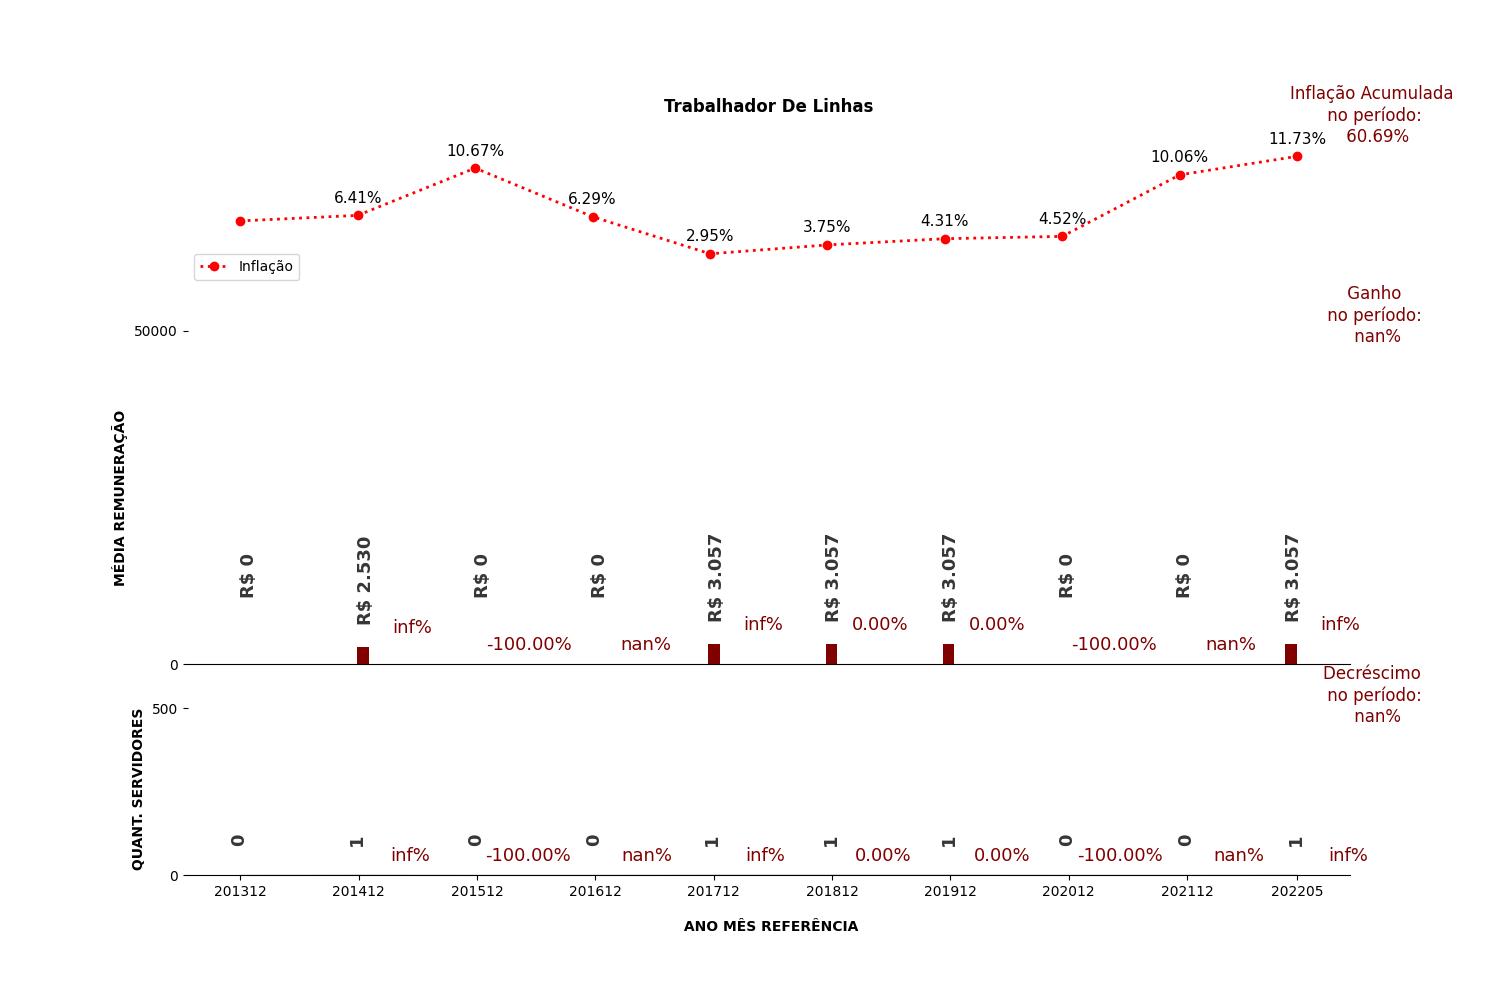 Trabalhador De Linhas
Inflação Acumulada
no período:
60.69%
6.41%
10.67%
6.29%
2.95%
3.75%
4.31%
4.52%
10.06%
11.73%
Inflação
Ganho
no período:
nan%
50000
0
MÉDIA REMUNERAÇÃO
R$ 0
R$ 2.530
R$ 0
R$ 0
R$ 3.057
R$ 3.057
R$ 3.057
R$ 0
R$ 0
R$ 3.057
inf%
-100.00%
nan%
inf%
0.00%
0.00%
-100.00%
nan%
inf%
Decréscimo
no período:
nan%
500
0
QUANT. SERVIDORES
0
1
0
0
1
1
1
0
0
1
inf%
-100.00%
nan%
inf%
0.00%
0.00%
-100.00%
nan%
inf%
201312
201412
201512
201612
201712
201812
201912
202012
202112
202205
ANO MÊS REFERÊNCIA